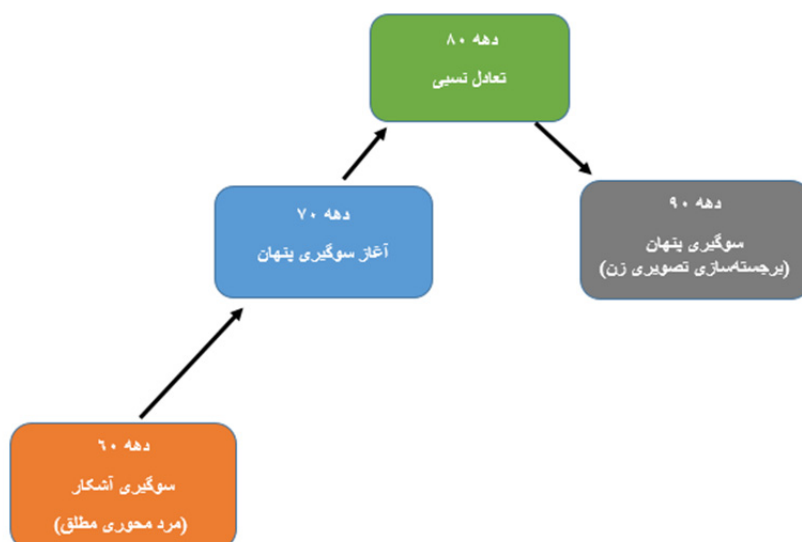 دهه ۸۰
تعادل نسبی
دهه ۷۰
آغاز سوگیری پنهان
دهه ۹۰
سوگیری پنهان
(برجسته‌سازی تصویری زن)
دهه ۶۰
سوگیری آشکار
(مرد محوری مطلق)